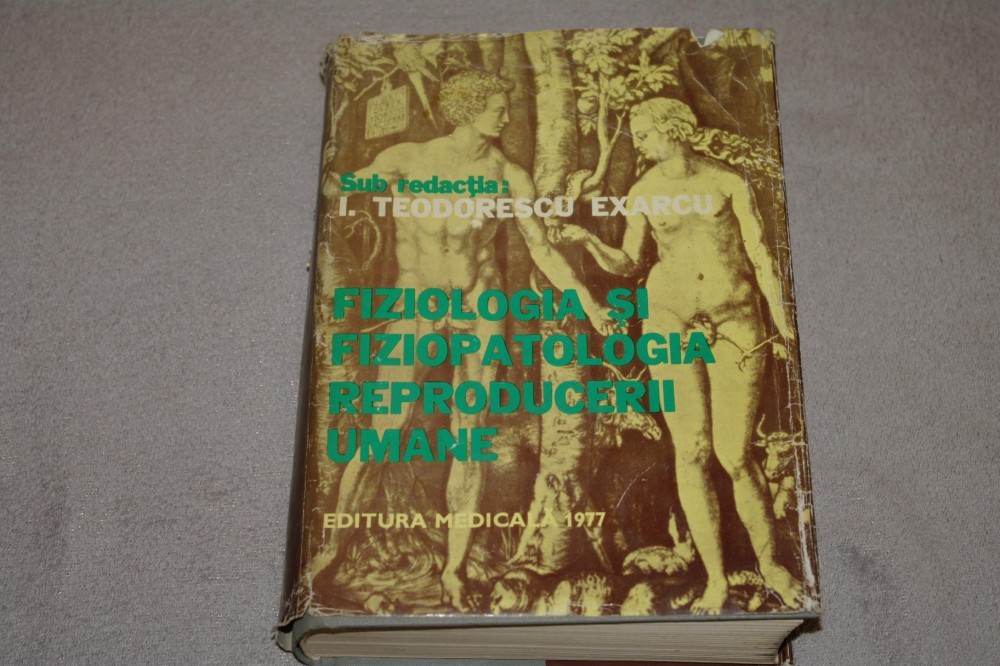 Sub redacția:
I. TEODORESCU EXARCU
FIZIOLOGIA ȘI
FIZIOPATOLOGIA
REPRODUCERII
UMANE
EDITURA MEDICALĂ 1977